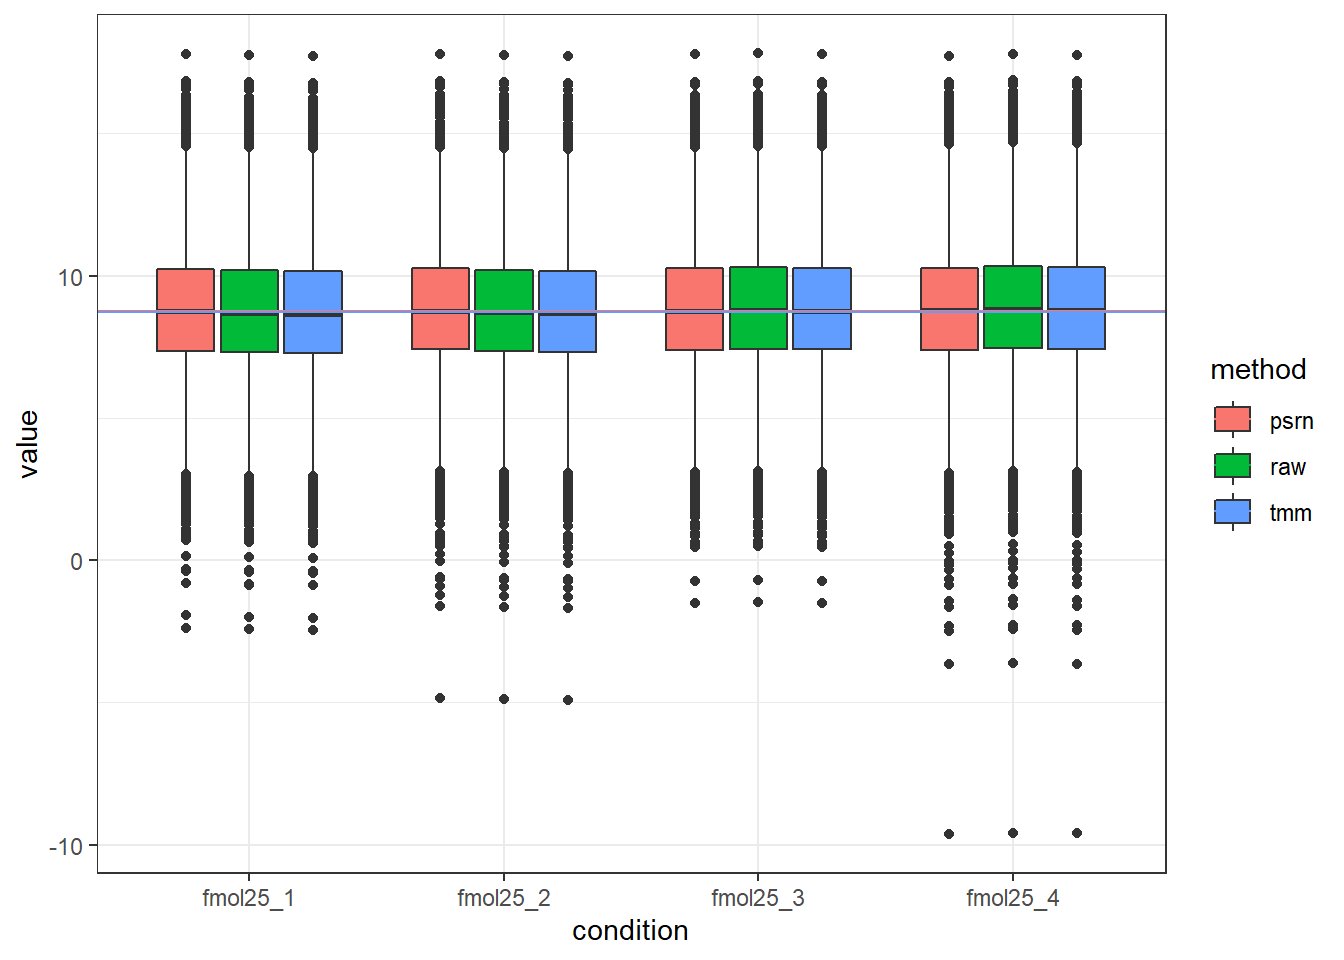 10
0
-10
value
fmol25_1
fmol25_2
fmol25_3
fmol25_4
condition
method
psrn
raw
tmm